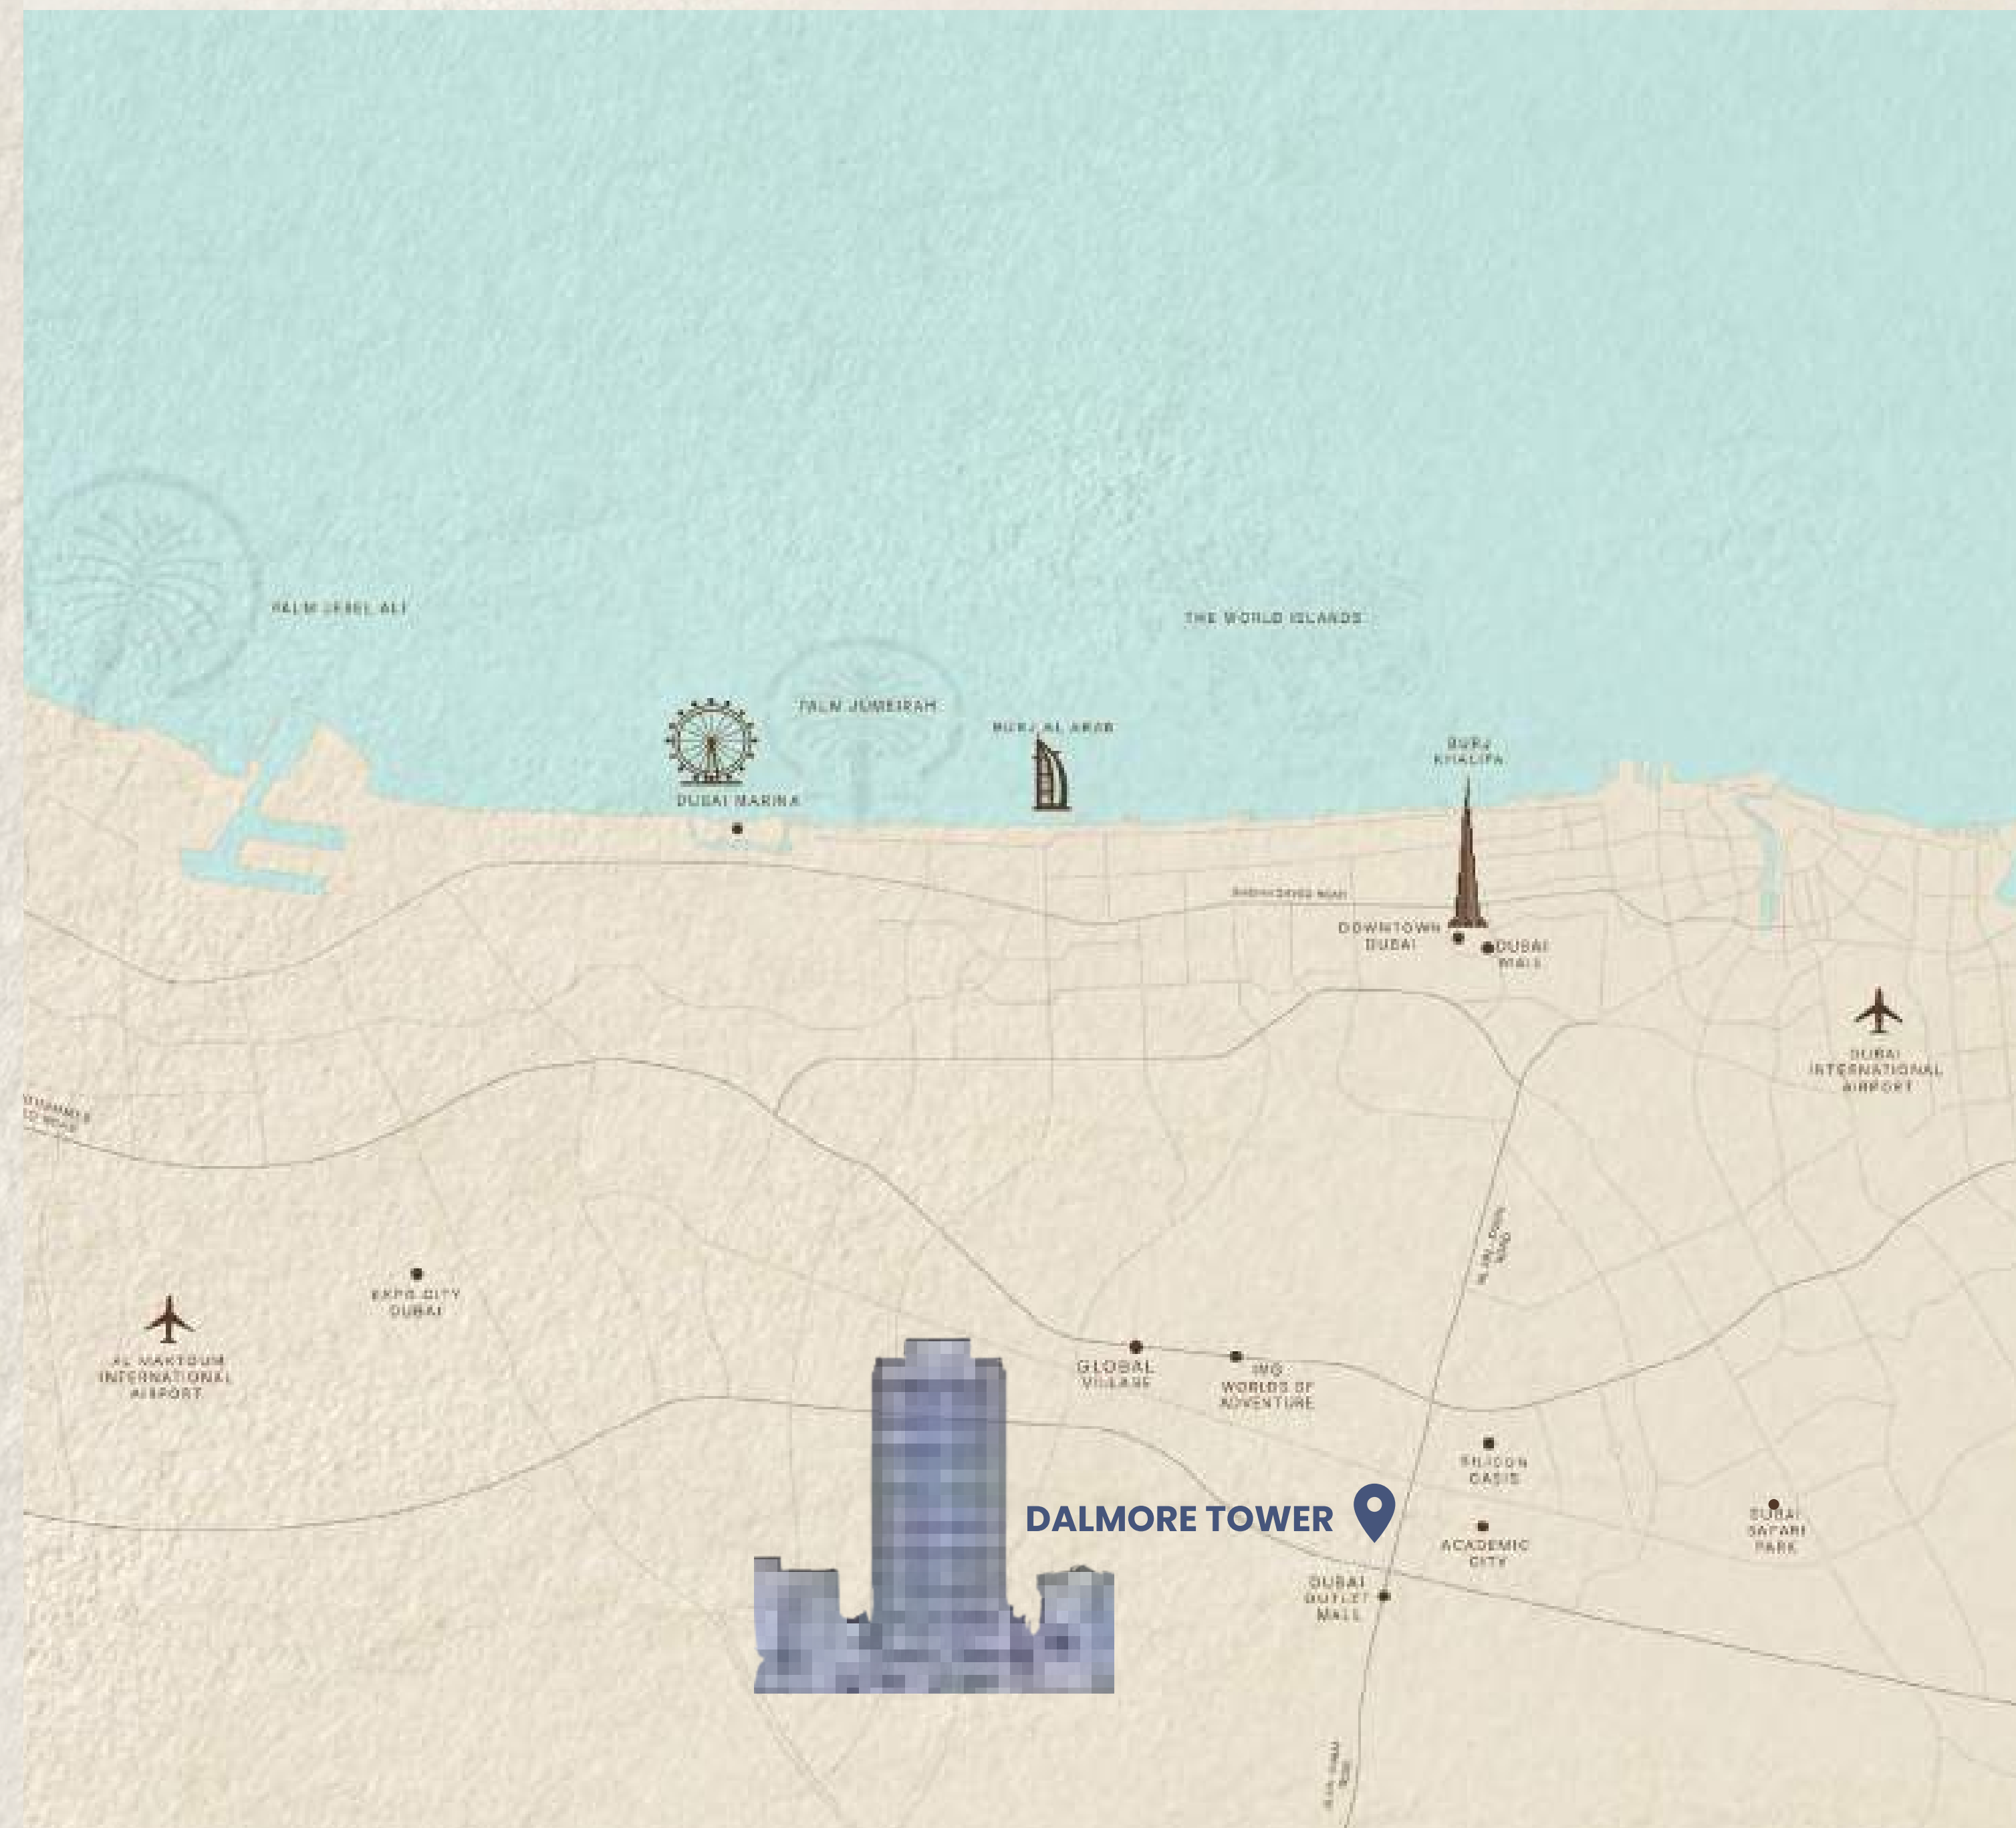 PALM JEBEL ALI
THE WORLD ISLANDS
PALM JUMEIRAH
BURJ AL ARAB
BURJ
KHALIFA
DUBAI MARINA
DOWNTOWN
DUBAI
DUBAI
MALL
DUBAI
INTERNATIONAL
AIRPORT
EXPO CITY
DUBAI
AL MAKTOUM
INTERNATIONAL
AIRPORT
GLOBAL
VILLAGE
IMG
WORLDS OF
ADVENTURE
SILICON
OASIS
DALMORE TOWER
DUBAI
SAFARI
PARK
ACADEMIC
CITY
DUBAI
OUTLET
MALL